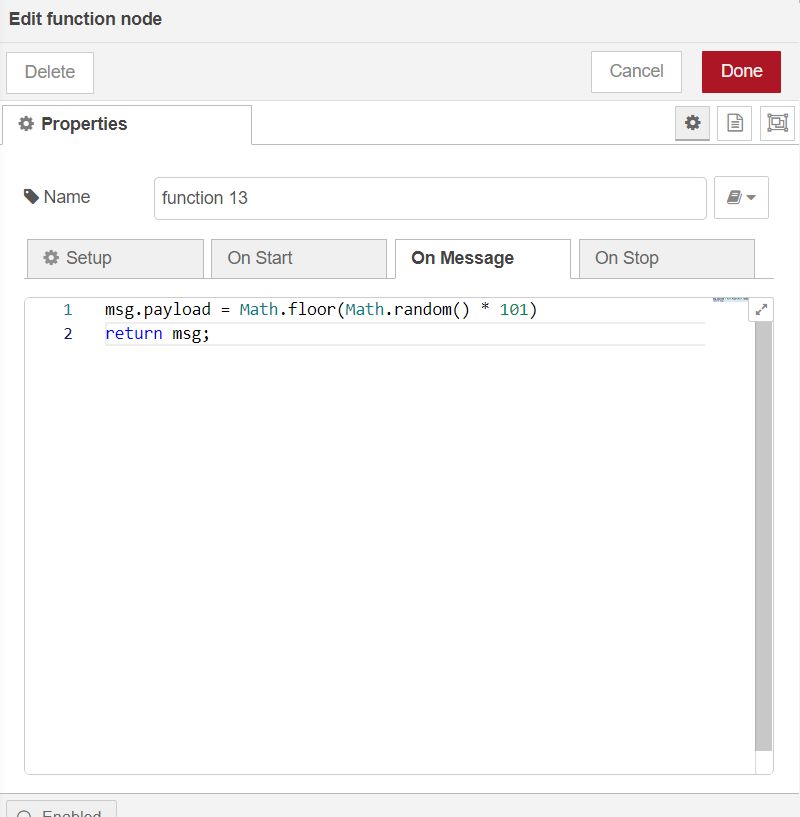 Edit function node
Delete
Cancel
Done
Properties
Name
function 13
Setup
On Start
On Message
On Stop
1 msg.payload = Math.floor(Math.random() * 101)
2 return msg;
Enabled